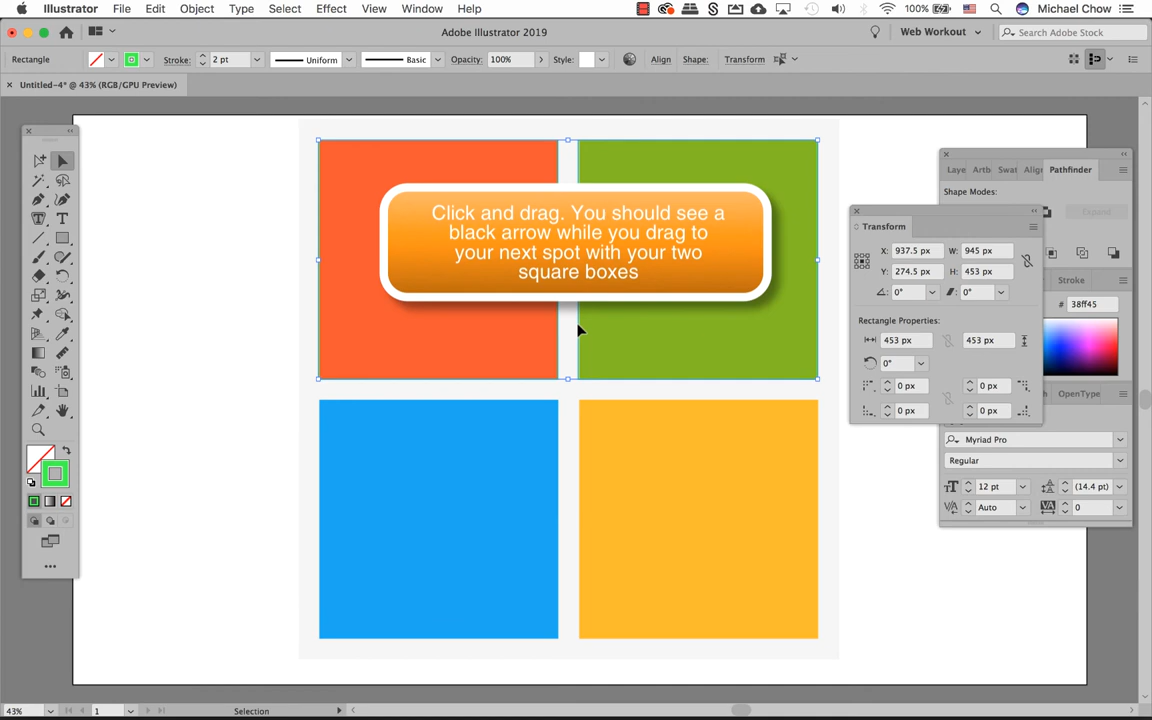 Illustrator File Edit Object Type Select Effect View Window Help 100% Michael Chow
Adobe Illustrator 2019 Web Workout Search Adobe Stock
Rectangle Stroke: 2 pt Uniform Basic Opacity: 100% Style: Align Shape: Transform
Untitled-4* @ 43% (RGB/GPU Preview)
Click and drag. You should see a
black arrow while you drag to
your next spot with your two
square boxes
Laye Artb Swat Align Pathfinder
Shape Modes:
Expand
Transform
X: 937.5 px W: 945 px
Y: 274.5 px H: 453 px
0° 0°
Rectangle Properties:
453 px 453 px
0°
0 px 0 px
0 px 0 px
Stroke
# 38ff45
OpenType
Myriad Pro
Regular
12 pt (14.4 pt)
Auto 0
43% 1 Selection